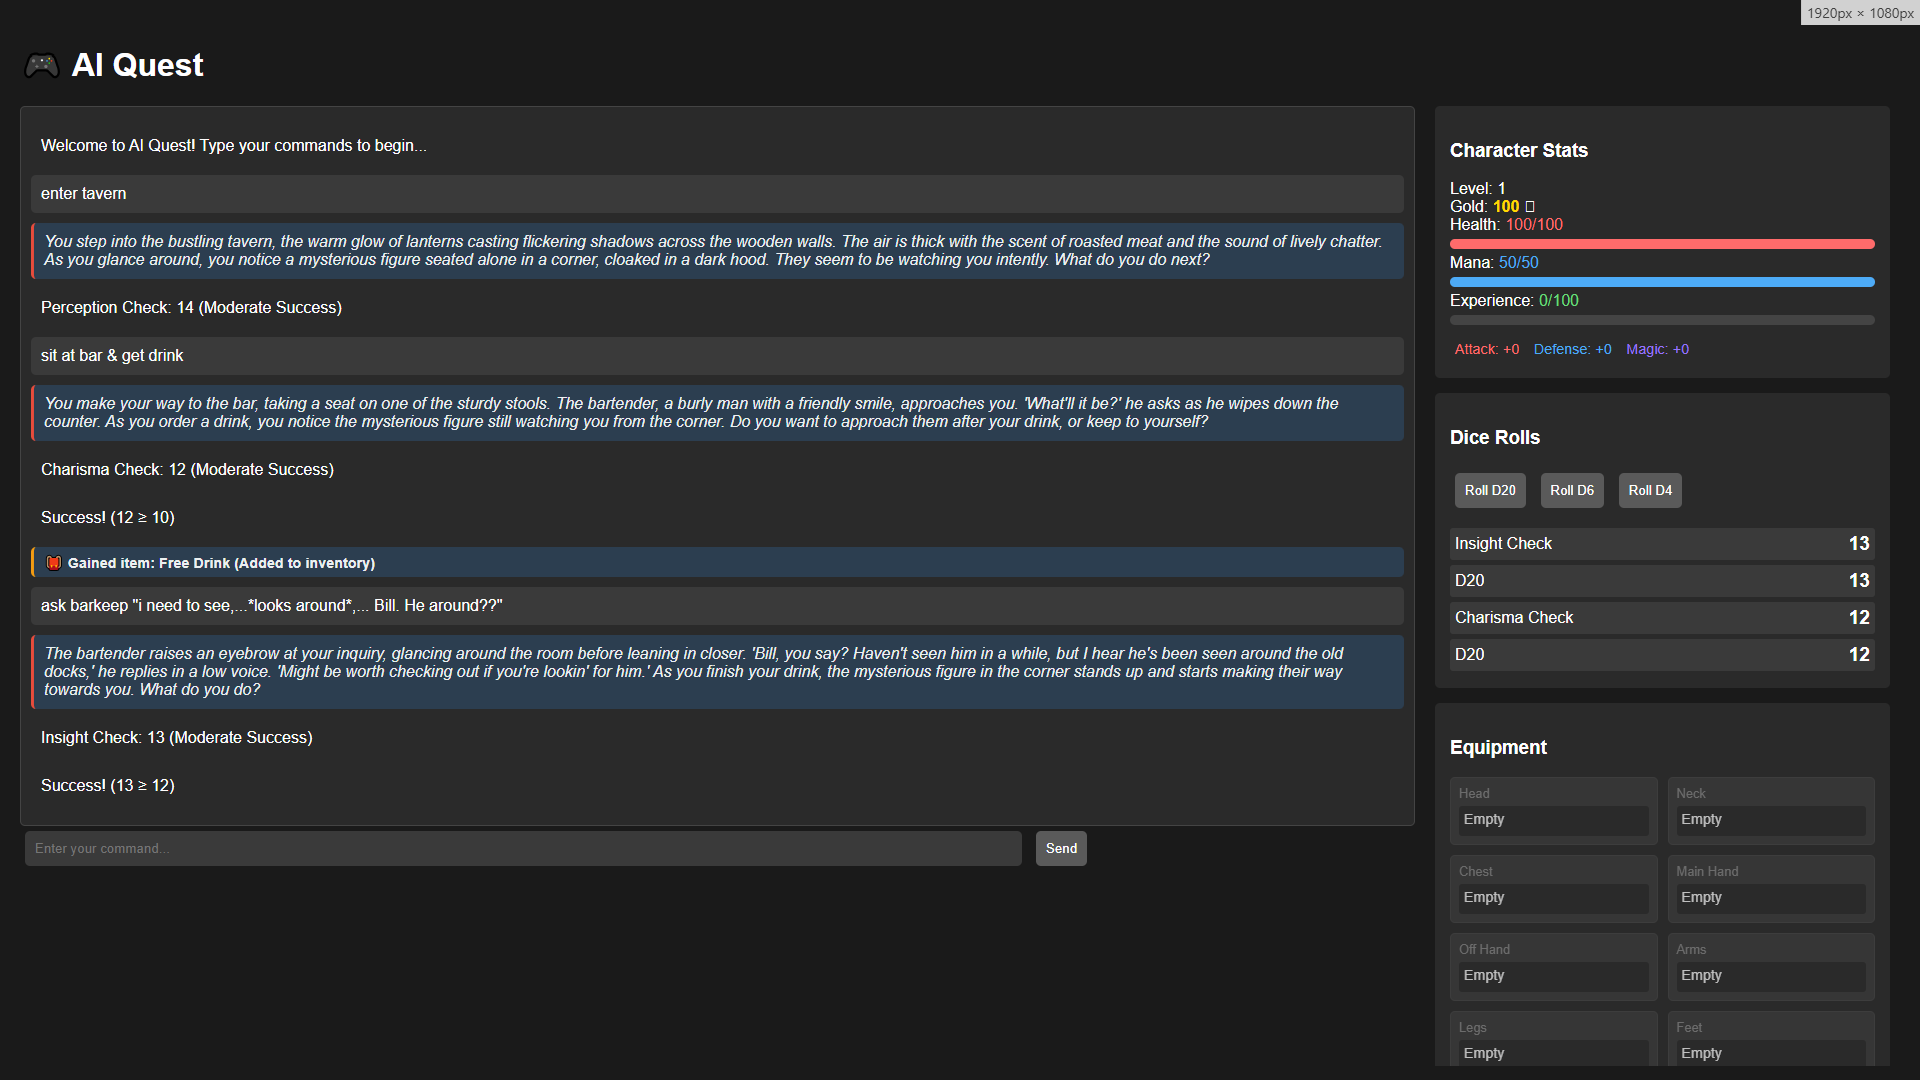 1920px × 1080px
AI Quest
Welcome to AI Quest! Type your commands to begin...
enter tavern
You step into the bustling tavern, the warm glow of lanterns casting flickering shadows across the wooden walls. The air is thick with the scent of roasted meat and the sound of lively chatter.
As you glance around, you notice a mysterious figure seated alone in a corner, cloaked in a dark hood. They seem to be watching you intently. What do you do next?
Perception Check: 14 (Moderate Success)
sit at bar & get drink
You make your way to the bar, taking a seat on one of the sturdy stools. The bartender, a burly man with a friendly smile, approaches you. 'What'll it be?' he asks as he wipes down the
counter. As you order a drink, you notice the mysterious figure still watching you from the corner. Do you want to approach them after your drink, or keep to yourself?
Charisma Check: 12 (Moderate Success)
Success! (12 ≥ 10)
Gained item: Free Drink (Added to inventory)
ask barkeep "i need to see,...*looks around*,... Bill. He around??"
The bartender raises an eyebrow at your inquiry, glancing around the room before leaning in closer. 'Bill, you say? Haven't seen him in a while, but I hear he's been seen around the old
docks,' he replies in a low voice. 'Might be worth checking out if you're lookin' for him.' As you finish your drink, the mysterious figure in the corner stands up and starts making their way
towards you. What do you do?
Insight Check: 13 (Moderate Success)
Success! (13 ≥ 12)
Enter your command...
Send
Character Stats
Level: 1
Gold: 100
Health: 100/100
Mana: 50/50
Experience: 0/100
Attack: +0 Defense: +0 Magic: +0
Dice Rolls
Roll D20 Roll D6 Roll D4
Insight Check 13
D20 13
Charisma Check 12
D20 12
Equipment
Head Neck
Empty Empty
Chest Main Hand
Empty Empty
Off Hand Arms
Empty Empty
Legs Feet
Empty Empty